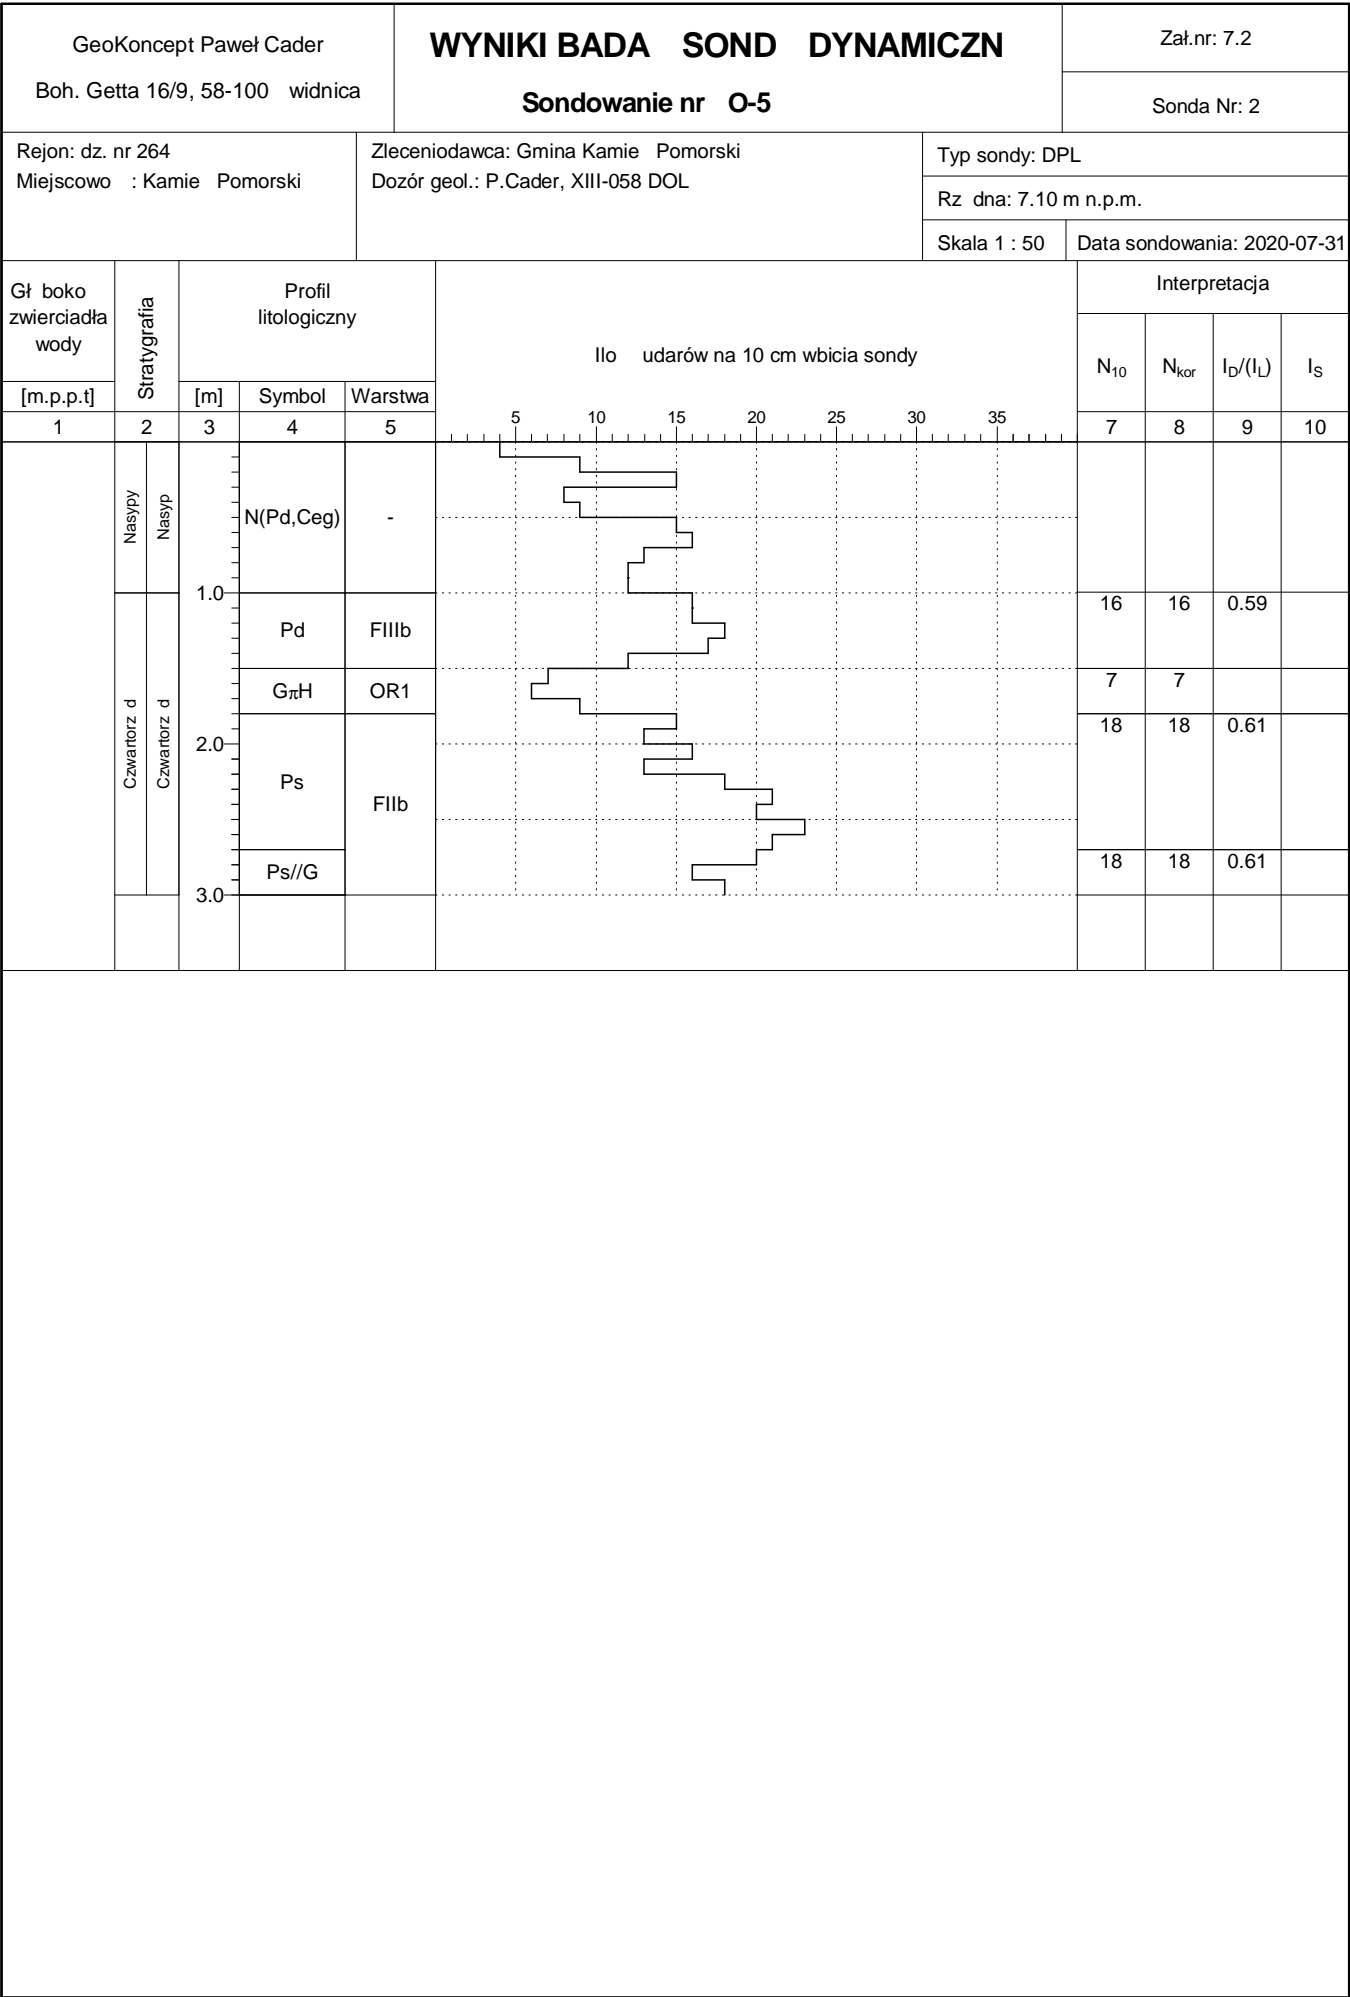 GeoKoncept Paweł Cader
Boh. Getta 16/9, 58-100 widnica
WYNIKI BADA SOND DYNAMICZN
Sondowanie nr O-5
Zał.nr: 7.2
Sonda Nr: 2
Rejon: dz. nr 264
Miejscowo : Kamie Pomorski
Zleceniodawca: Gmina Kamie Pomorski
Dozór geol.: P.Cader, XIII-058 DOL
Typ sondy: DPL
Rz dna: 7.10 m n.p.m.
Skala 1 : 50
Data sondowania: 2020-07-31
Gł boko
zwierciadła
wody
[m.p.p.t]
Stratygrafia
Profil
litologiczny
[m] Symbol Warstwa
Ilo udarów na 10 cm wbicia sondy
Interpretacja
N10 Nkor ID/(IL) IS
5 10 15 20 25 30 35
1 2 3 4 5 7 8 9 10
Nasypy Nasyp N(Pd,Ceg) -
1.0
Pd FIIIb 16 16 0.59
GπH OR1 7 7
Czwartorz d Czwartorz d
2.0
Ps FIIb 18 18 0.61
Ps//G 18 18 0.61
3.0